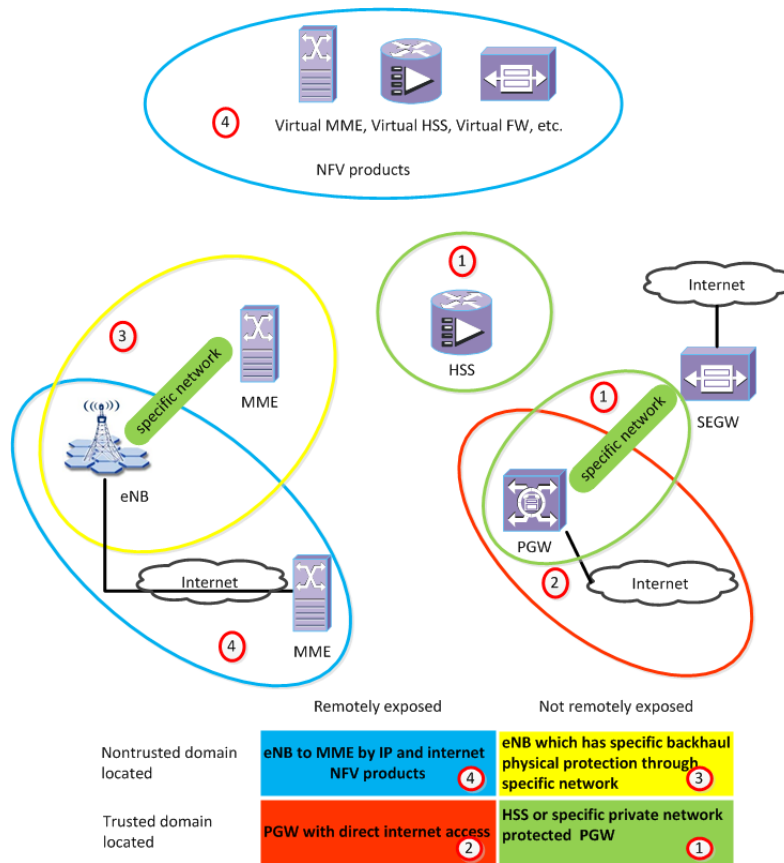 4
Virtual MME, Virtual HSS, Virtual FW, etc.
NFV products
1
HSS
Internet
SEGW
3
specific network
MME
eNB
Internet
4
MME
1
specific network
PGW
2
Internet
Remotely exposed
Not remotely exposed
Nontrusted domain
located
eNB to MME by IP and internet
NFV products
4
eNB which has specific backhaul
physical protection through
specific network
3
Trusted domain
located
PGW with direct internet access
2
HSS or specific private network
protected PGW
1